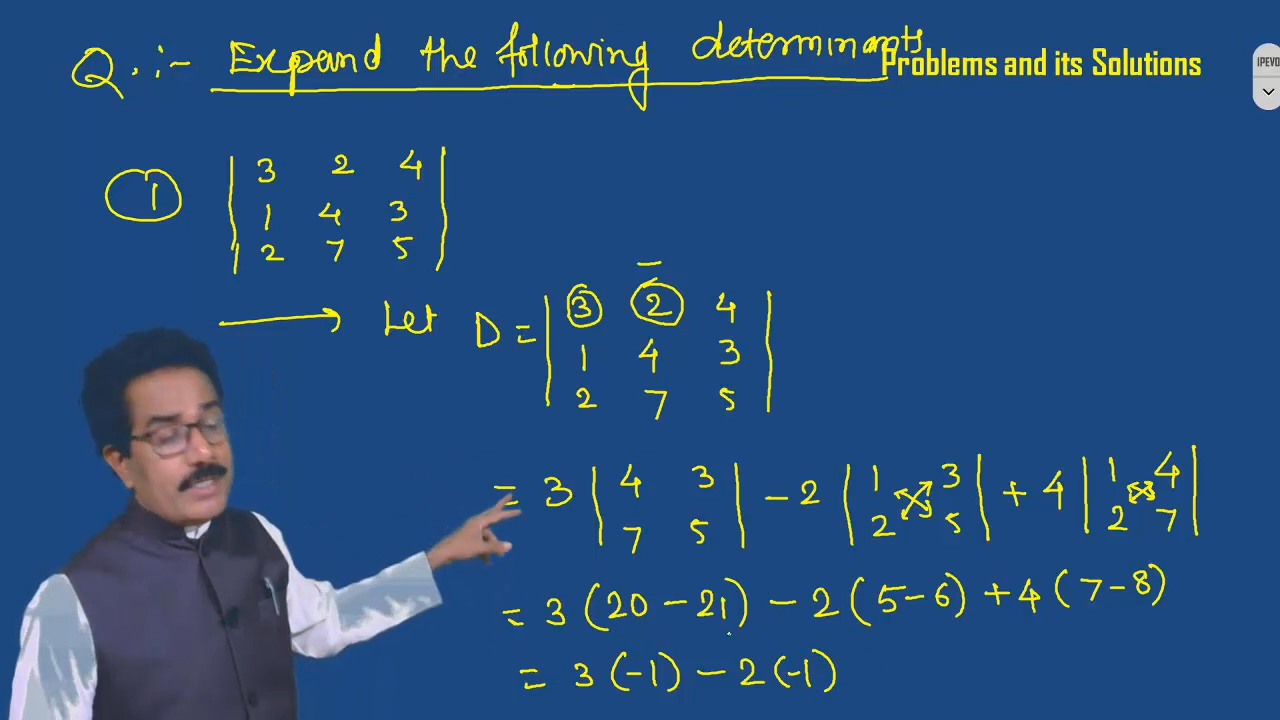 Q. :- Expand the following determinants
Problems and its Solutions
IPEVO
1 | 3 2 4 |
| 1 4 3 |
| 2 7 5 |
Let D = | 3 2 4 |
| 1 4 3 |
| 2 7 5 |
= 3 | 4 3 | - 2 | 1 3 | + 4 | 1 4 |
| 7 5 | | 2 5 | | 2 7 |
= 3 (20 - 21) - 2 (5 - 6) + 4 (7 - 8)
= 3 (-1) - 2 (-1)